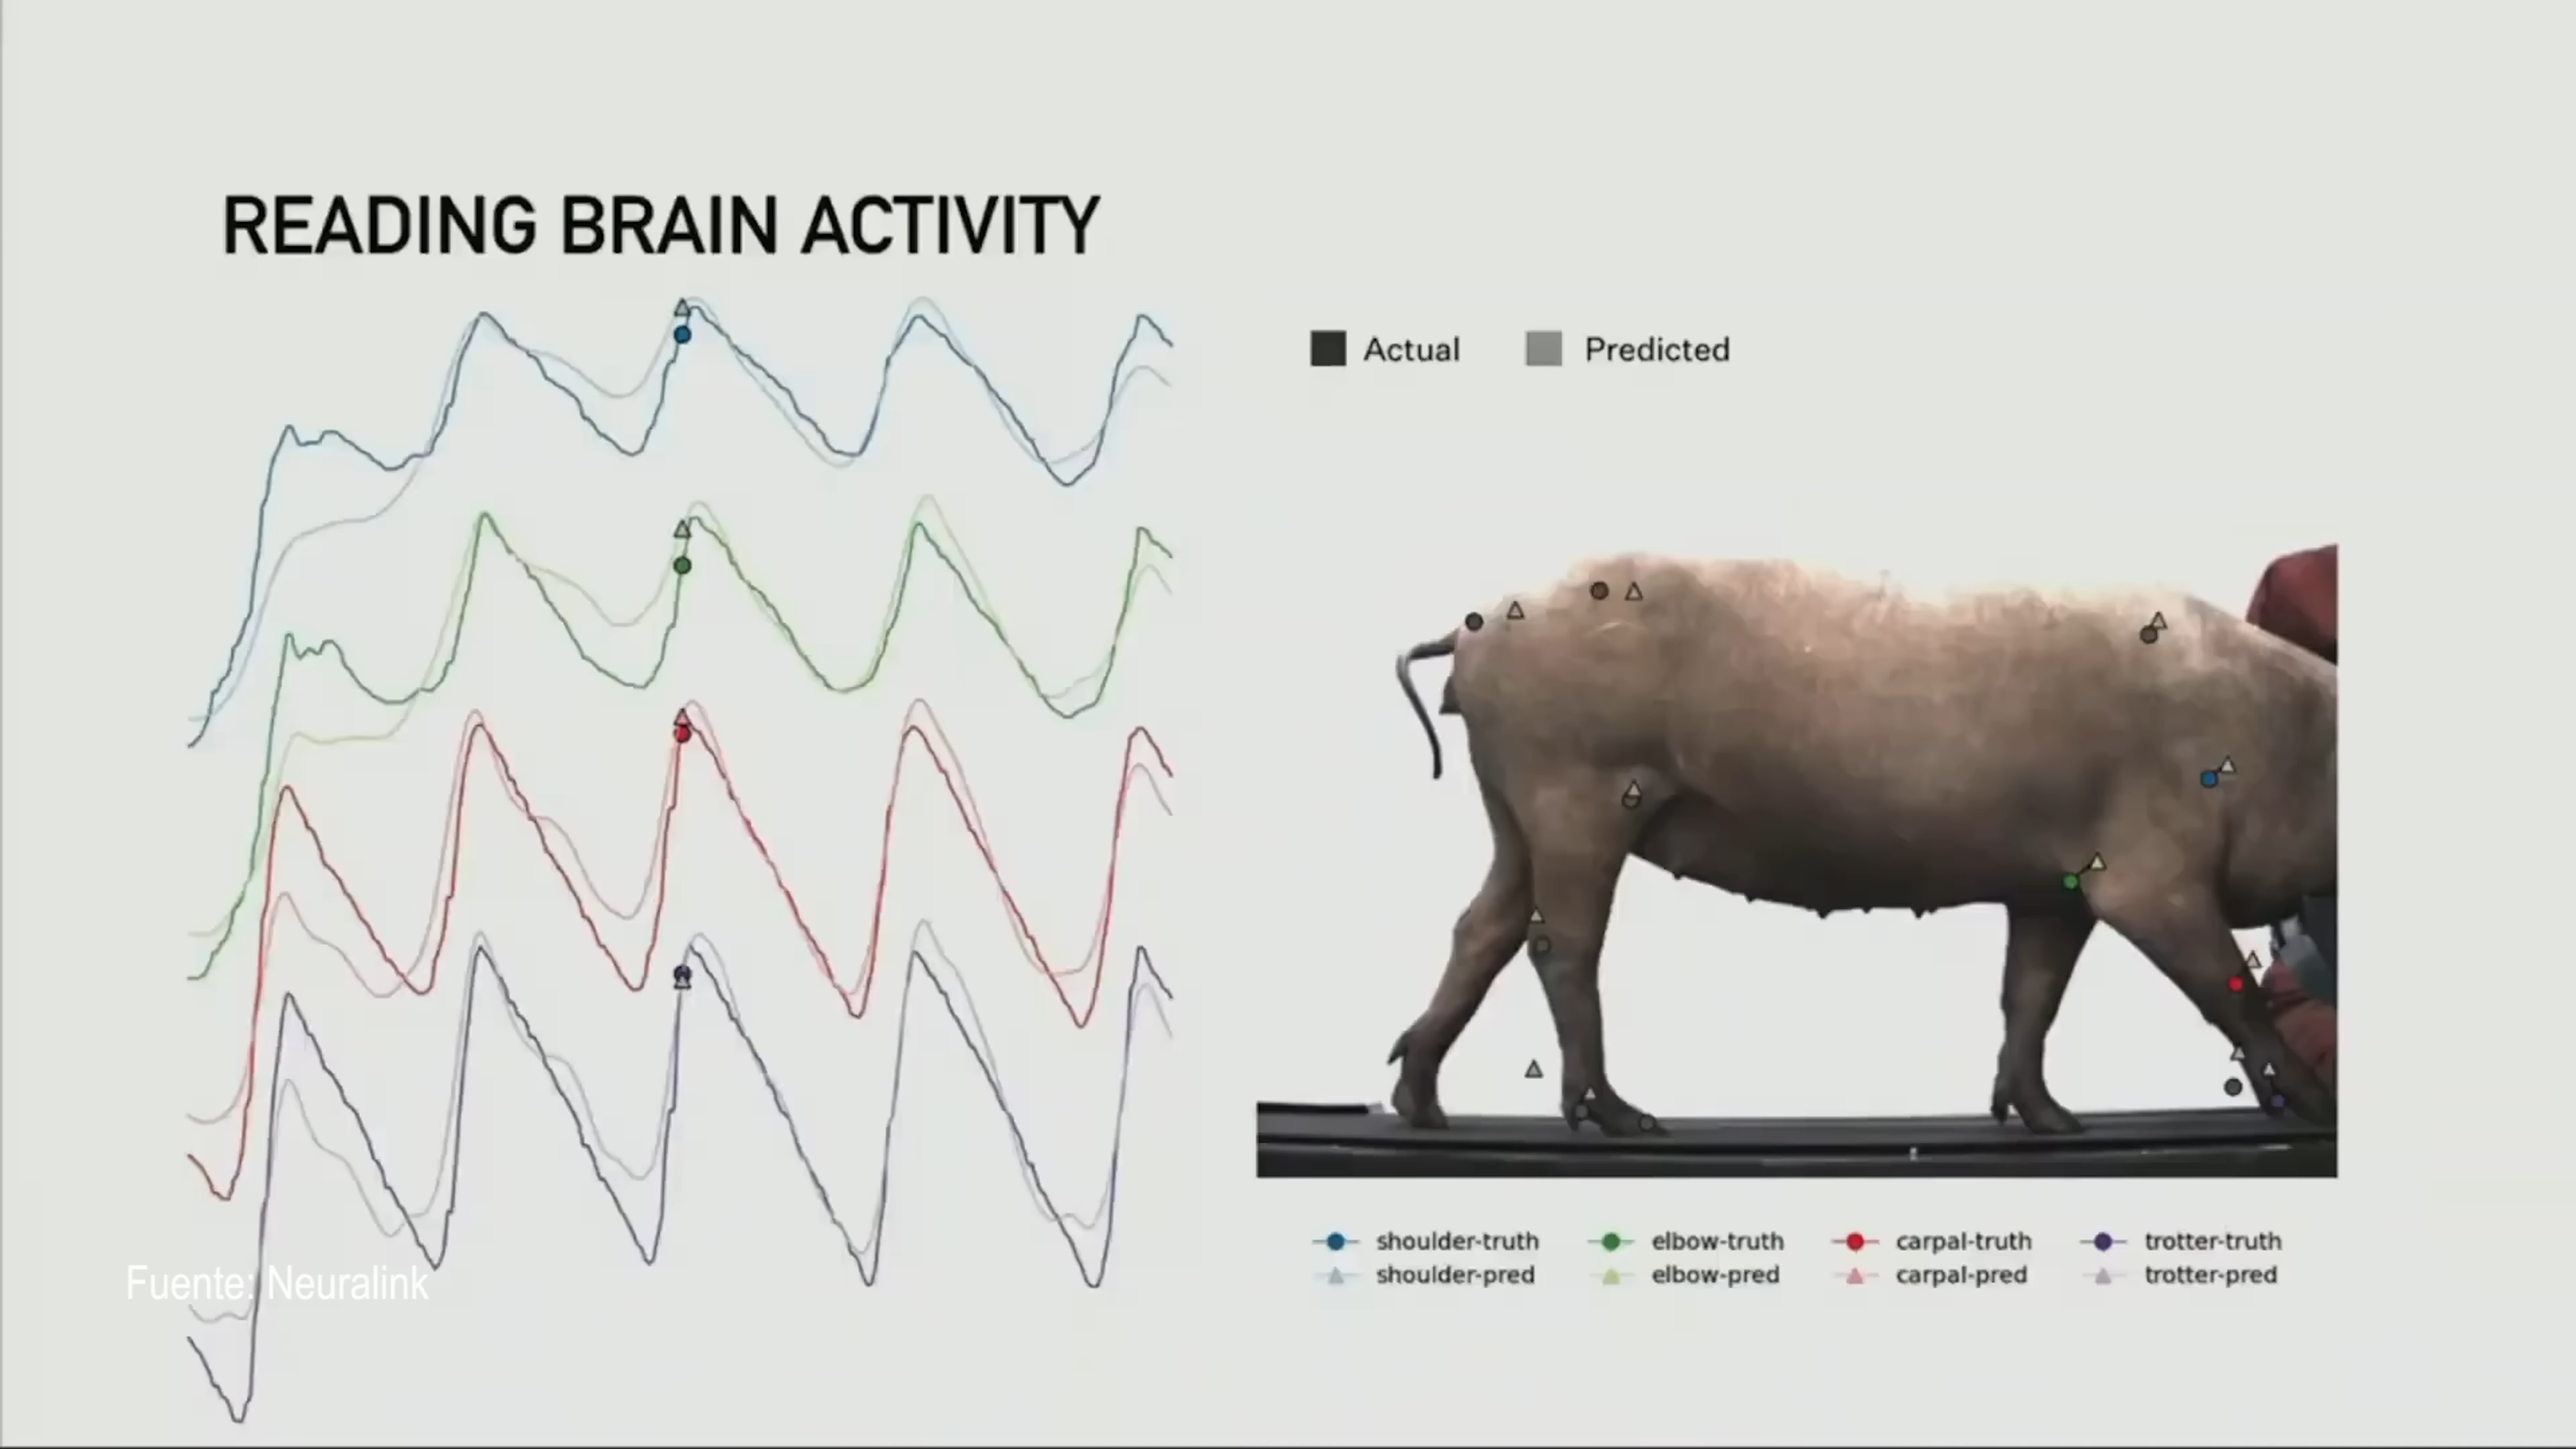 READING BRAIN ACTIVITY
Actual Predicted
shoulder-truth elbow-truth carpal-truth trotter-truth
shoulder-pred elbow-pred carpal-pred trotter-pred
Fuente: Neuralink